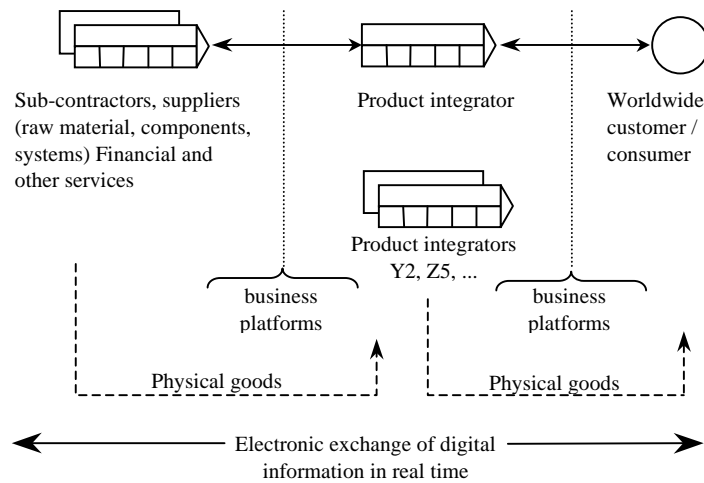 Sub-contractors, suppliers
(raw material, components,
systems) Financial and
other services
Product integrator
Worldwide
customer /
consumer
Product integrators
Y2, Z5, ...
business
platforms
business
platforms
Physical goods
Physical goods
Electronic exchange of digital
information in real time